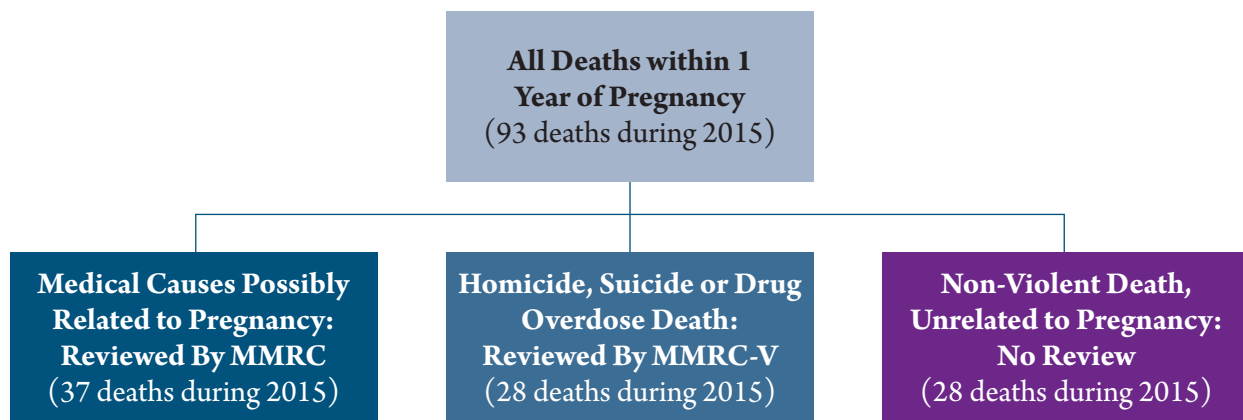 All Deaths within 1
Year of Pregnancy
(93 deaths during 2015)
Medical Causes Possibly
Related to Pregnancy:
Reviewed By MMRC
(37 deaths during 2015)
Homicide, Suicide or Drug
Overdose Death:
Reviewed By MMRC-V
(28 deaths during 2015)
Non-Violent Death,
Unrelated to Pregnancy:
No Review
(28 deaths during 2015)